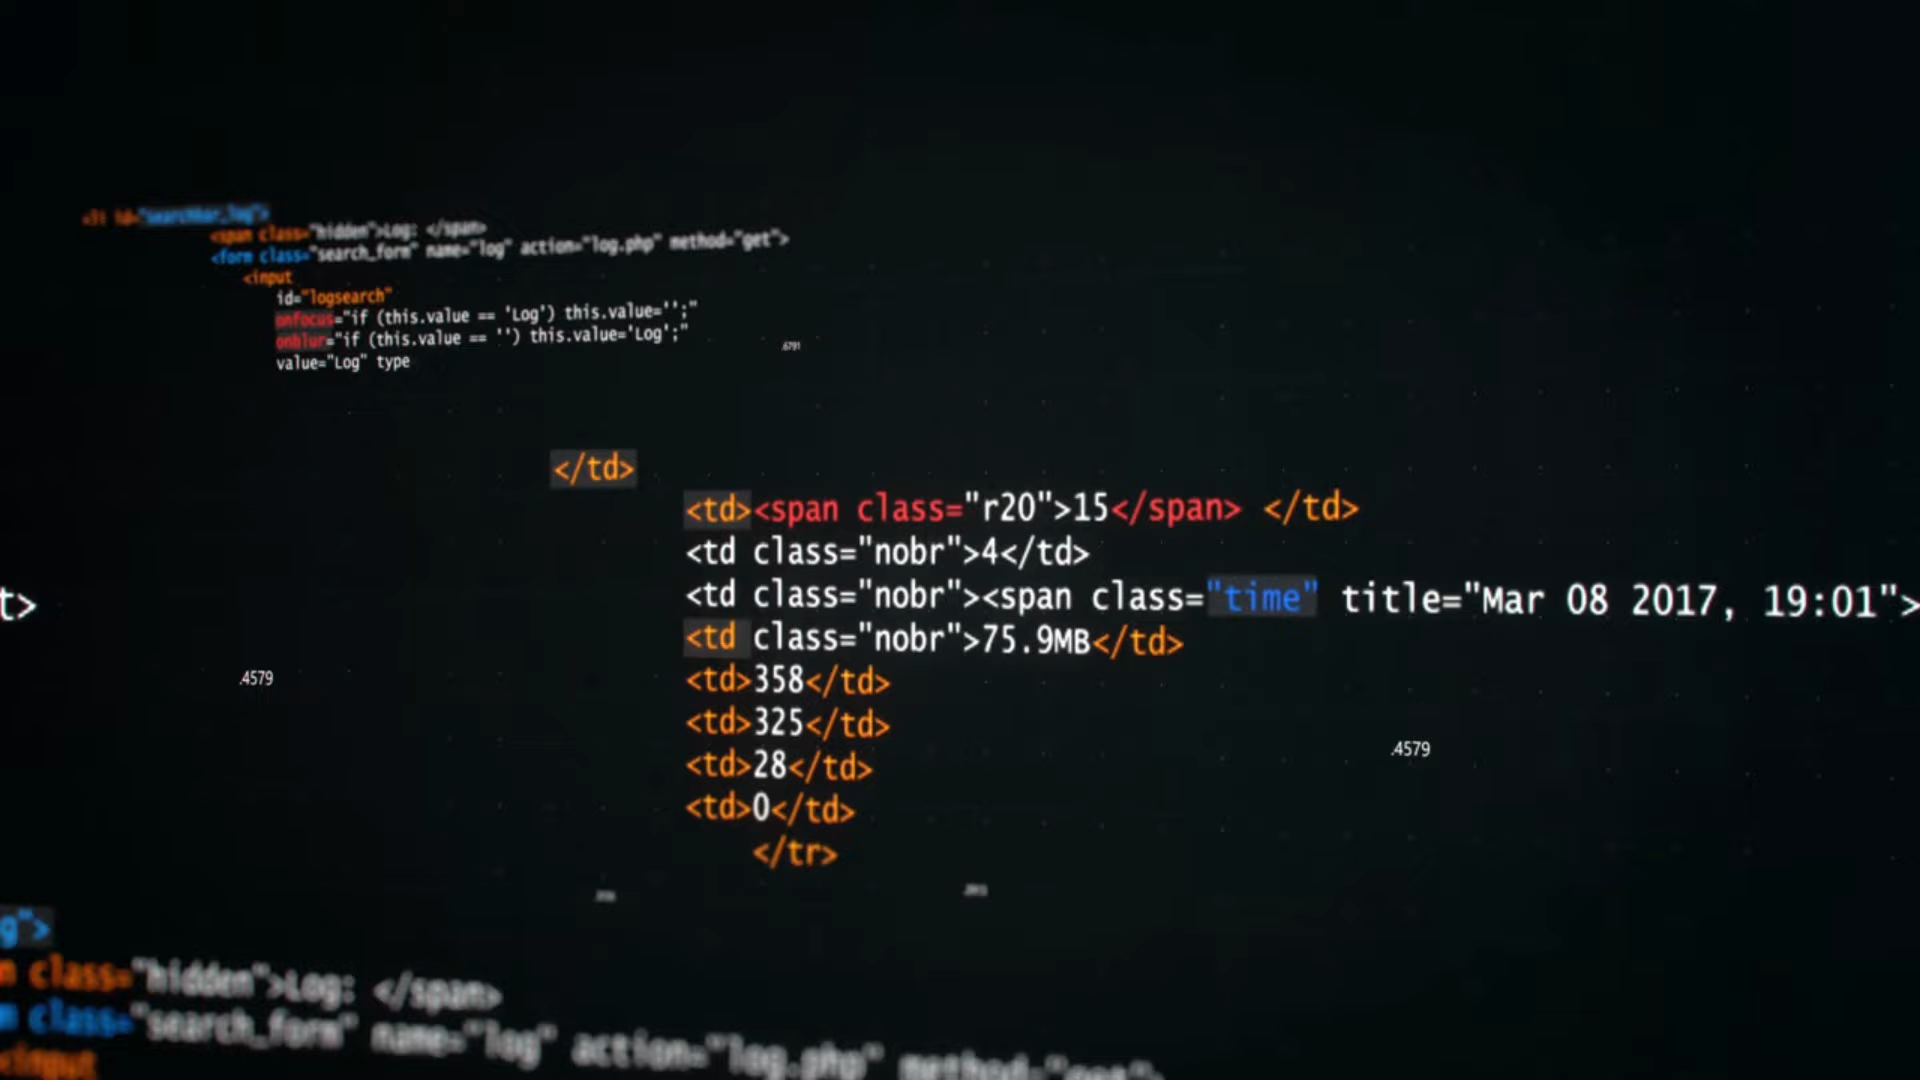 id="searchbar_log">
<span class="hidden">Log: </span>
<form class="search_form" name="log" action="log.php" method="get">
<input
id="logsearch"
onfocus="if (this.value == 'Log') this.value='';"
onblur="if (this.value == '') this.value='Log';"
value="Log" type
.6791
</td>
<td><span class="r20">15</span> </td>
<td class="nobr">4</td>
<td class="nobr"><span class="time" title="Mar 08 2017, 19:01">
t>
<td class="nobr">75.9MB</td>
<td>358</td>
.4579
<td>325</td>
.4579
<td>28</td>
<td>0</td>
</tr>
g">
n class="hidden">Log: </span>
class="search_form" name="log" action="log.php" method="get">
<input